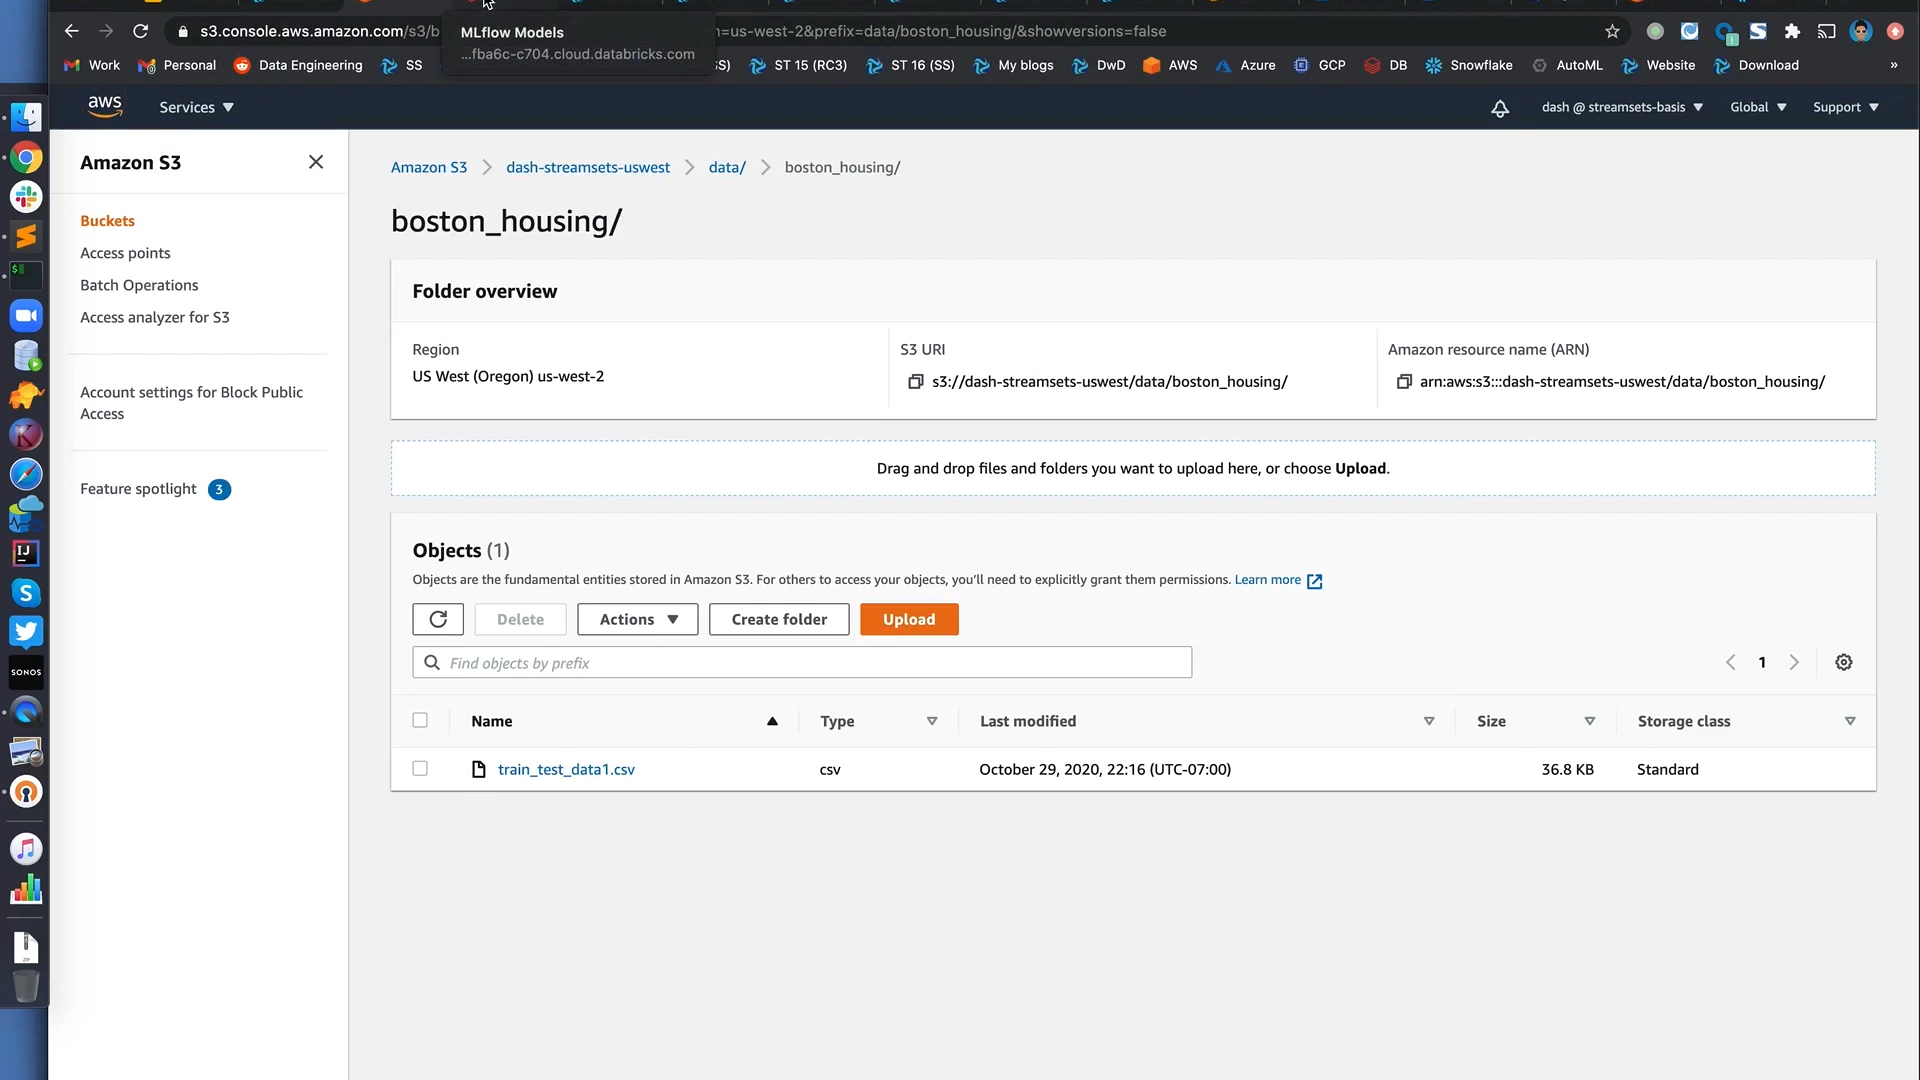 s3.console.aws.amazon.com/s3/b
=us-west-2&prefix=data/boston_housing/&showversions=false
MLflow Models
...fba6c-c704.cloud.databricks.com
Work Personal Data Engineering SS SS) ST 15 (RC3) ST 16 (SS) My blogs DwD AWS Azure GCP DB Snowflake AutoML Website Download »
aws Services dash @ streamsets-basis Global Support
Amazon S3
Buckets
Access points
Batch Operations
Access analyzer for S3
Account settings for Block Public
Access
Feature spotlight 3
Amazon S3 data-streamsets-uswest data/ boston_housing/
boston_housing/
Folder overview
Region
US West (Oregon) us-west-2
S3 URI
s3://dash-streamsets-uswest/data/boston_housing/
Amazon resource name (ARN)
arn:aws:s3:::dash-streamsets-uswest/data/boston_housing/
Drag and drop files and folders you want to upload here, or choose Upload.
Objects (1)
Objects are the fundamental entities stored in Amazon S3. For others to access your objects, you'll need to explicitly grant them permissions. Learn more
Delete Actions Create folder Upload
Find objects by prefix
1
Name Type Last modified Size Storage class
train_test_data1.csv csv October 29, 2020, 22:16 (UTC-07:00) 36.8 KB Standard
$
IJ
S
SONOS
ZIP